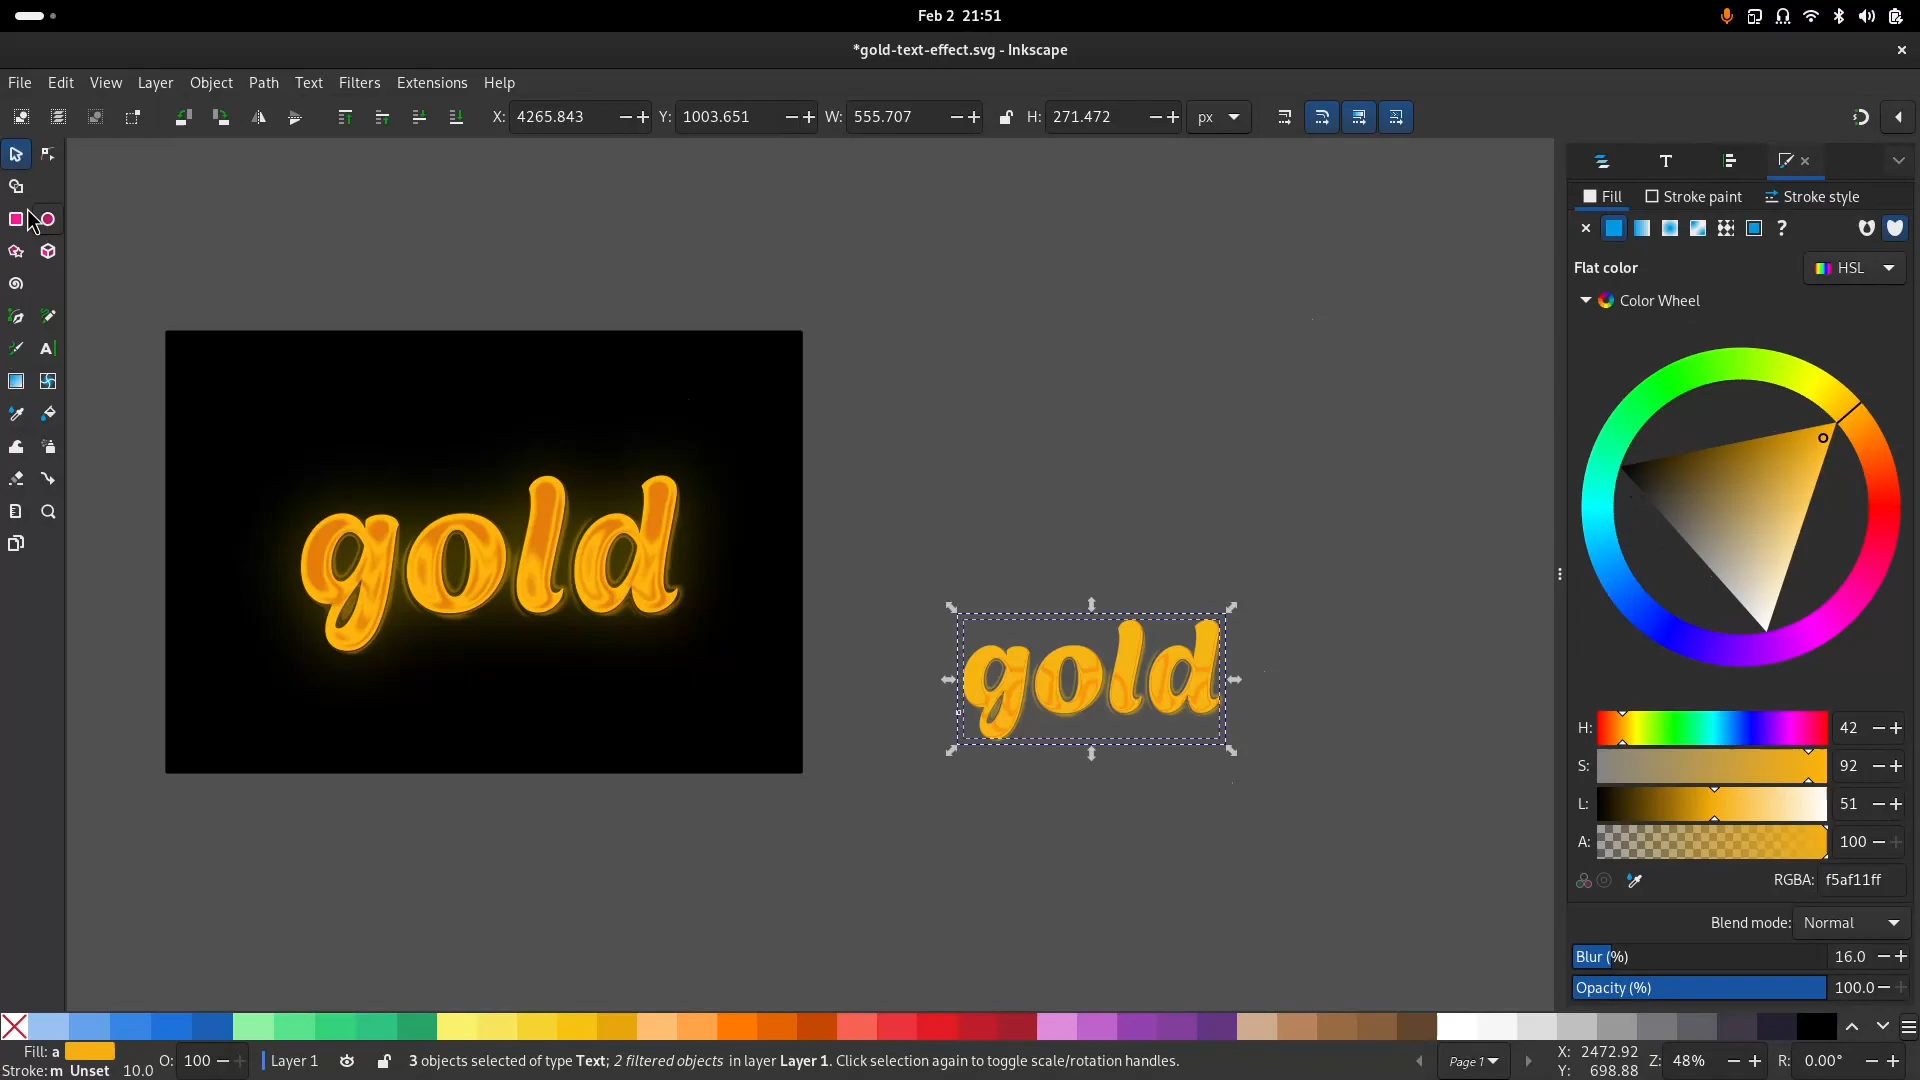 Feb 2 21:51
*gold-text-effect.svg - Inkscape
File Edit View Layer Object Path Text Filters Extensions Help
X: 4265.843 Y: 1003.651 W: 555.707 H: 271.472 px
Fill Stroke paint Stroke style
?
Flat color HSL
Color Wheel
gold
gold
H: 42
S: 92
L: 51
A: 100
RGBA: f5af11ff
Blend mode: Normal
Blur (%) 16.0
Opacity (%) 100.0
Fill: a
Stroke: m Unset 10.0
O: 100
Layer 1
3 objects selected of type Text; 2 filtered objects in layer Layer 1. Click selection again to toggle scale/rotation handles.
Page 1
X: 2472.92
Y: 698.88
Z: 48%
R: 0.00°